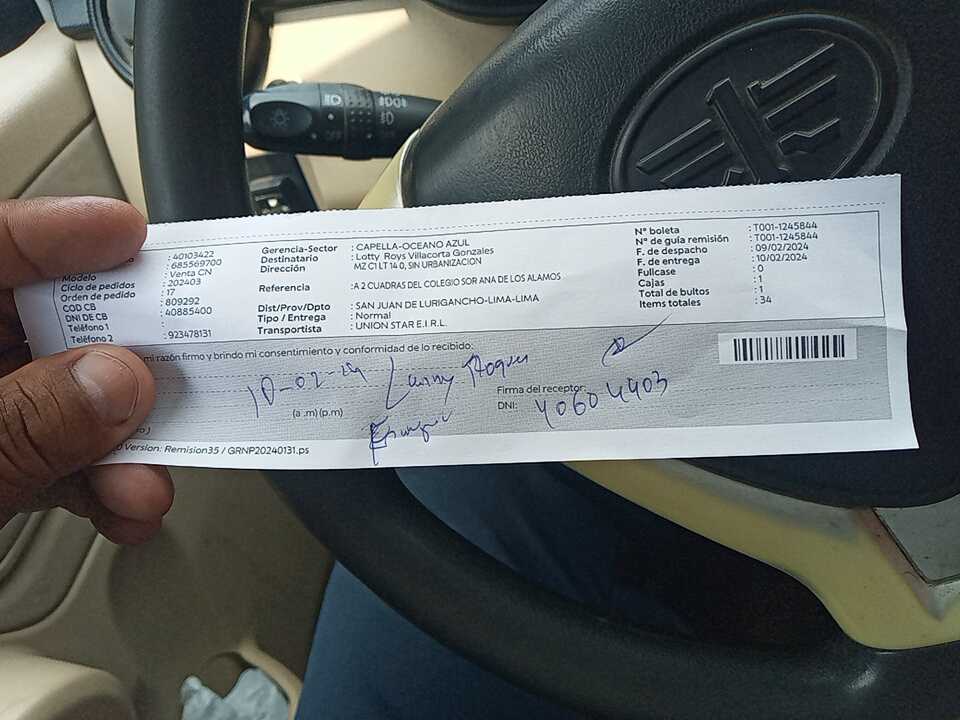 : 40103422
: 685569700
Modelo : Venta CN
Ciclo de pedidos : 202403
Orden de pedido : 17
COD CB : 809292
DNI DE CB : 40885400
Teléfono 1 :
Teléfono 2 : 923478131
Gerencia-Sector : CAPELLA-OCEANO AZUL
Destinatario : Lotty Roys Villacorta Gonzales
Dirección MZ C1 LT 14 0, SIN URBANIZACION
Referencia : A 2 CUADRAS DEL COLEGIO SOR ANA DE LOS ALAMOS
Dist/Prov/Dpto : SAN JUAN DE LURIGANCHO-LIMA-LIMA
Tipo / Entrega : Normal
Transportista : UNION STAR E.I.R.L.
N° boleta : T001-1245844
N° de guía remisión : T001-1245844
F. de despacho : 09/02/2024
F. de entrega : 10/02/2024
Fullcase : 0
Cajas : 1
Total de bultos : 1
Items totales : 34
mi razón firmo y brindo mi consentimiento y conformidad de lo recibido:
10-02-24
(a .m) (p.m)
Firma del receptor:
DNI: 40604403
Version: Remision35 / GRNP20240131.ps
OFF